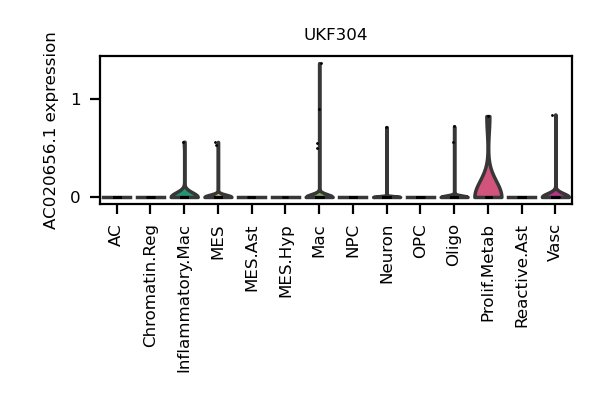 UKF304
AC020656.1 expression
1
0
AC
Chromatin.Reg
Inflammatory.Mac
MES
MES.Ast
MES.Hyp
Mac
NPC
Neuron
OPC
Oligo
Prolif.Metab
Reactive.Ast
Vasc